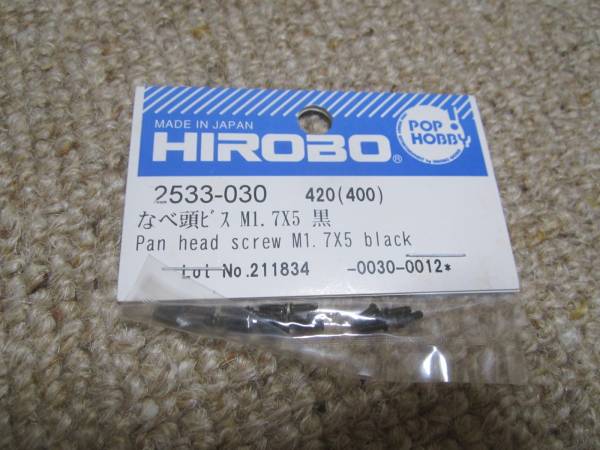 MADE IN JAPAN
HIROBO®
POP!
HOBBY
2533-030 420(400)
なべ頭ﾋﾞｽ M1.7X5 黒
Pan head screw M1.7X5 black
Lot No.211834 -0030-0012*